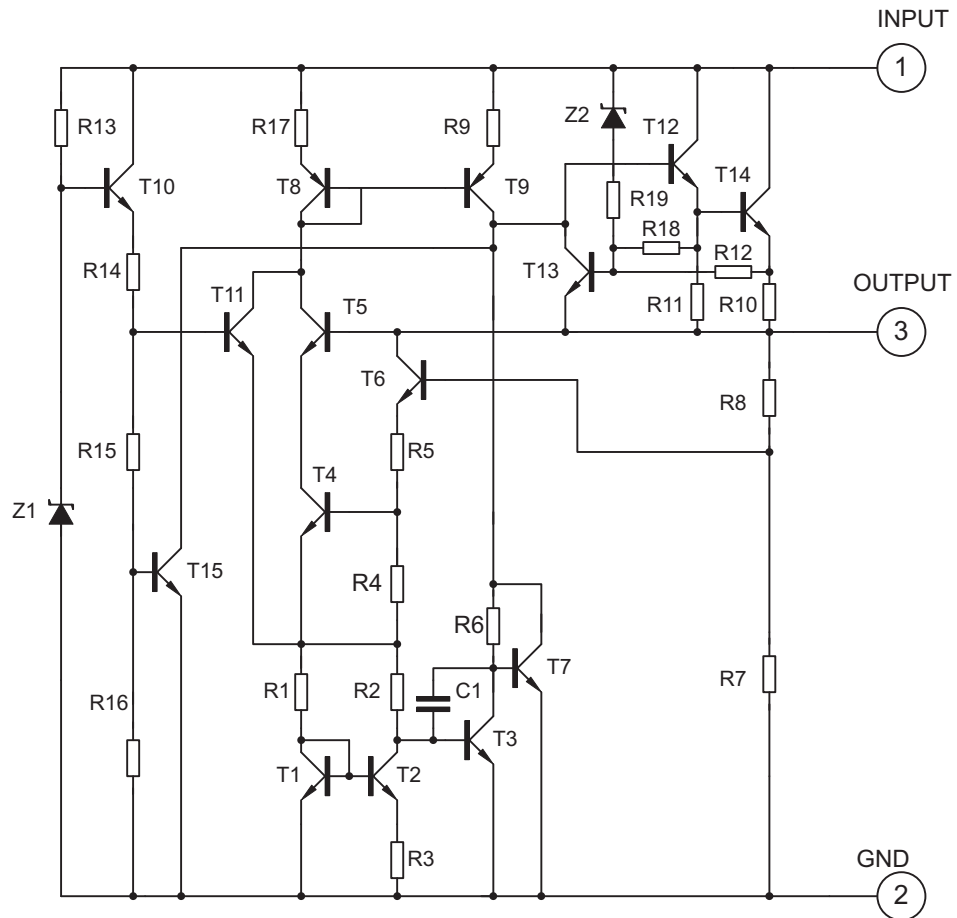 INPUT
1
R13
R17
R9
Z2
T12
T10
T8
T9
T14
R19
R18
R14
T13
R12
T11
T5
R11
R10
OUTPUT
3
T6
R8
R15
R5
Z1
T4
T15
R4
R6
R1
R2
C1
T7
R7
R16
T3
T1
T2
R3
GND
2